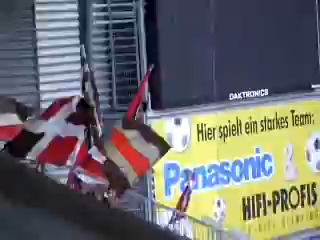 DAKTRONICS
Hier spielt ein starkes Team:
Panasonic &
HIFI-PROFIS